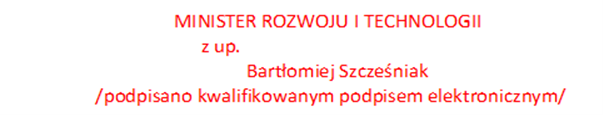 MINISTER ROZWOJU I TECHNOLOGII
z up.
Bartłomiej Szcześniak
/podpisano kwalifikowanym podpisem elektronicznym/